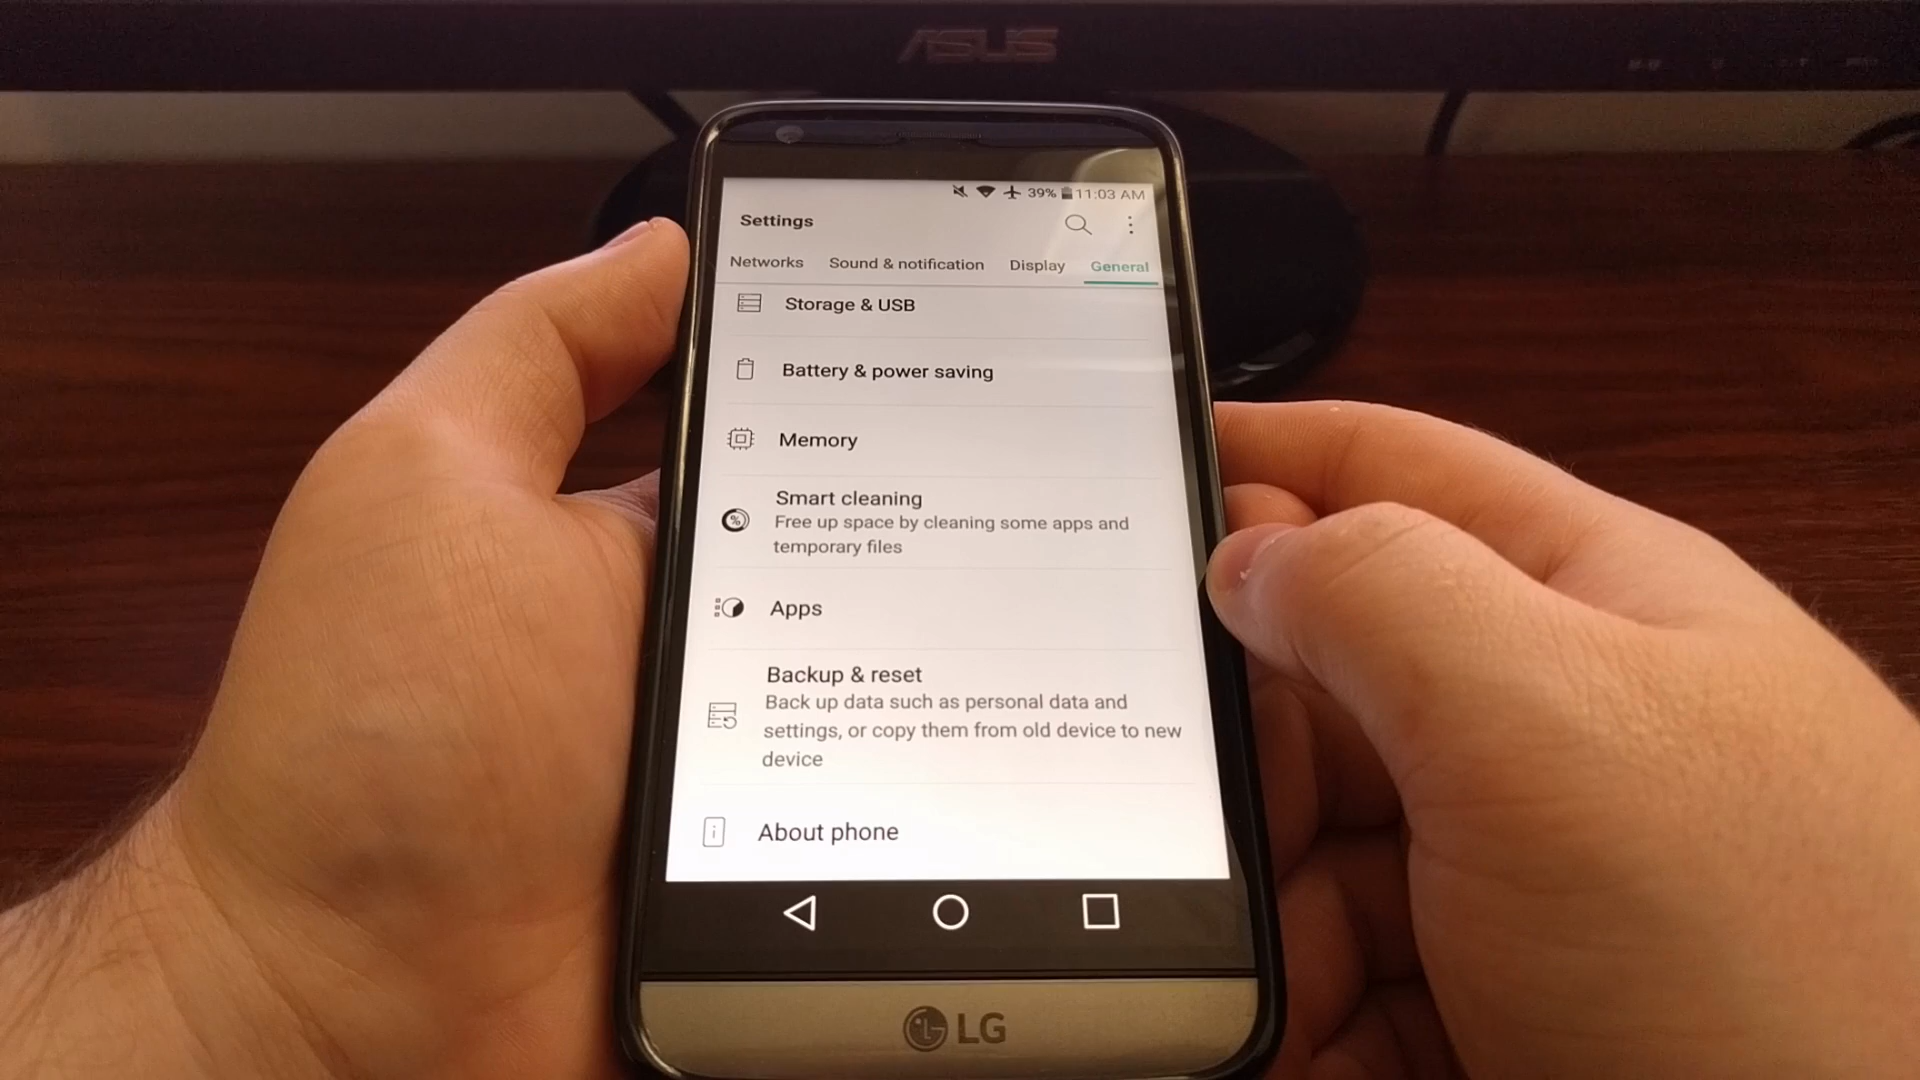 ASUS
39% 11:03 AM
Settings
Networks Sound & notification Display General
Storage & USB
Battery & power saving
Memory
Smart cleaning
Free up space by cleaning some apps and
temporary files
Apps
Backup & reset
Back up data such as personal data and
settings, or copy them from old device to new
device
About phone
LG